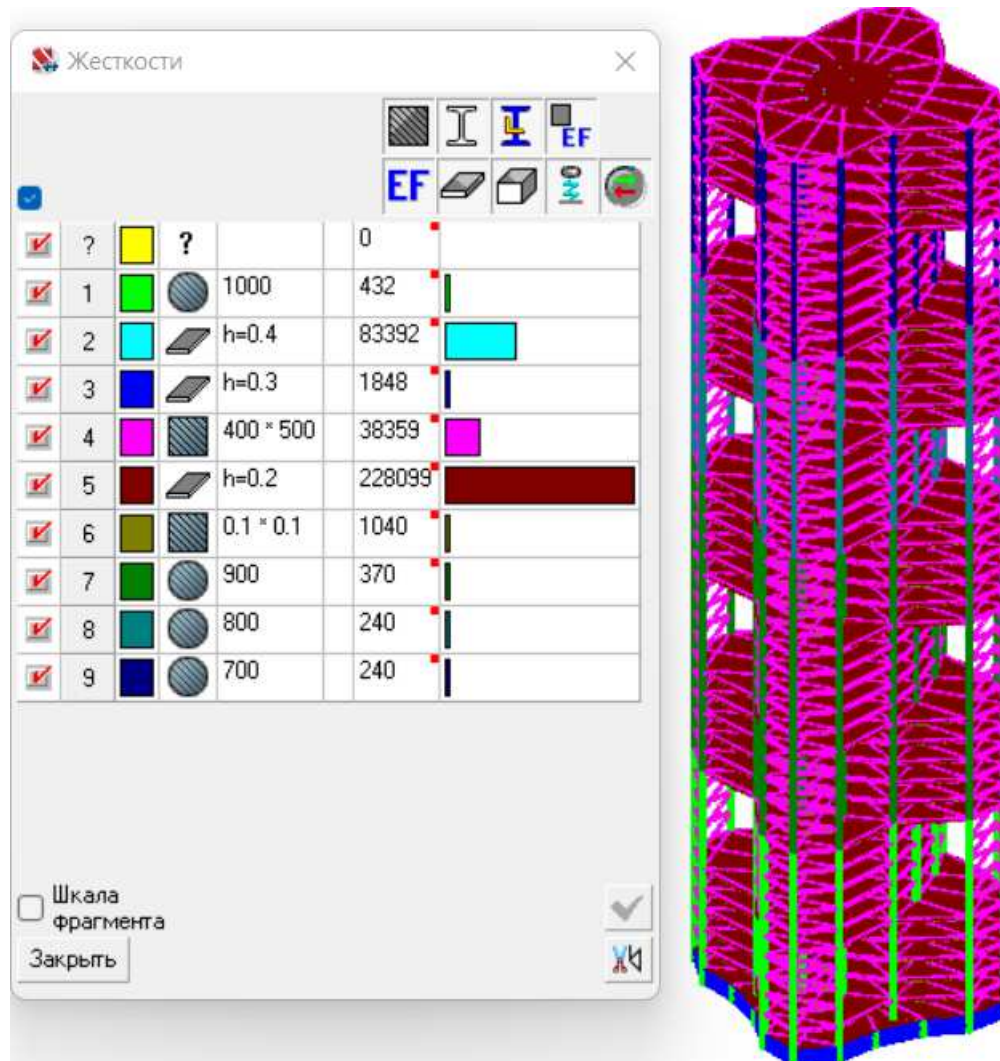 Жесткости
EF
EF
? ? 0
1 1000 432
2 h=0.4 83392
3 h=0.3 1848
4 400 * 500 38359
5 h=0.2 228099
6 0.1 * 0.1 1040
7 900 370
8 800 240
9 700 240
Шкала
фрагмента
Закрыть